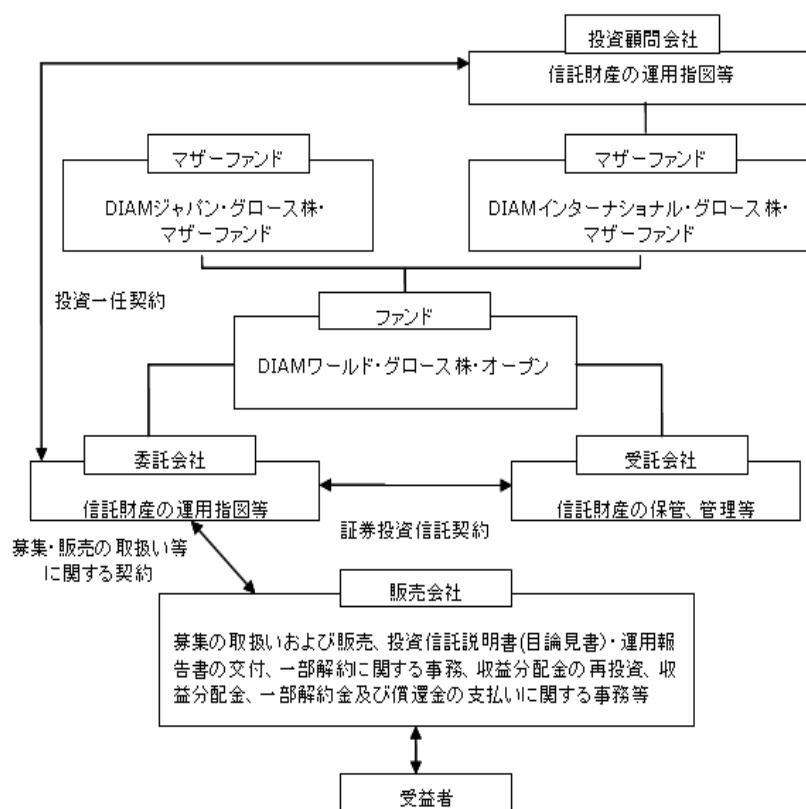 投資顧問会社
信託財産の運用指図等
マザーファンド
DIAMジャパン・グロース株・
マザーファンド
マザーファンド
DIAMインターナショナル・グロース株・
マザーファンド
投資一任契約
ファンド
DIAMワールド・グロース株・オープン
委託会社
信託財産の運用指図等
受託会社
信託財産の保管、管理等
証券投資信託契約
募集・販売の取扱い等
に関する契約
販売会社
募集の取扱いおよび販売、投資信託説明書(目論見書)・運用報
告書の交付、一部解約に関する事務、収益分配金の再投資、収
益分配金、一部解約金及び償還金の支払いに関する事務等
受益者